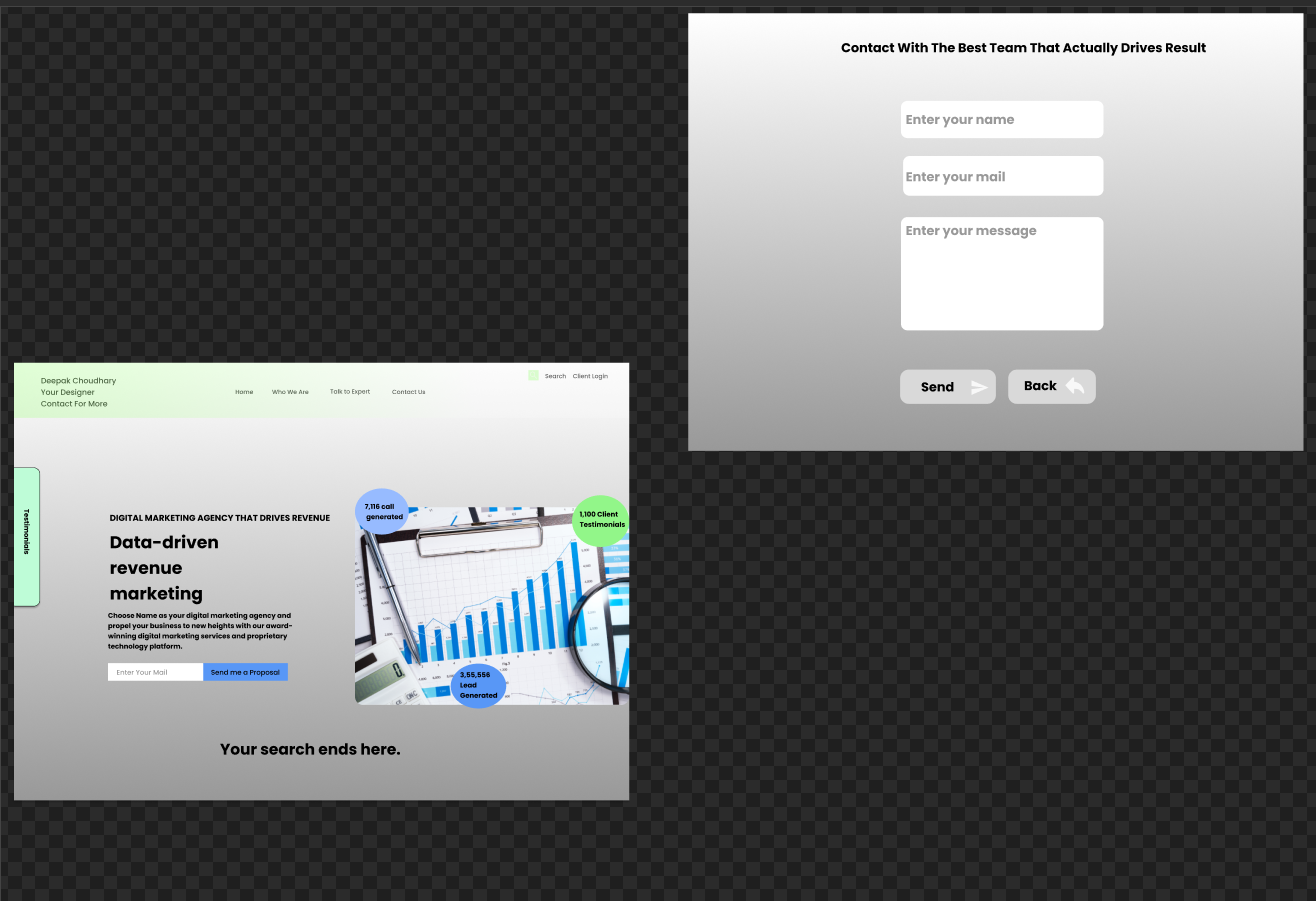 Contact With The Best Team That Actually Drives Result
Enter your name
Enter your mail
Enter your message
Send
Back
Deepak Choudhary
Your Designer
Contact For More
Home
Who We Are
Talk to Expert
Contact Us
Search
Client Login
Testimonials
DIGITAL MARKETING AGENCY THAT DRIVES REVENUE
Data-driven
revenue
marketing
Choose Name as your digital marketing agency and
propel your business to new heights with our award-
winning digital marketing services and proprietary
technology platform.
Enter Your Mail
Send me a Proposal
7,116 call
generated
1,100 Client
Testimonials
3,55,556
Lead
Generated
Your search ends here.